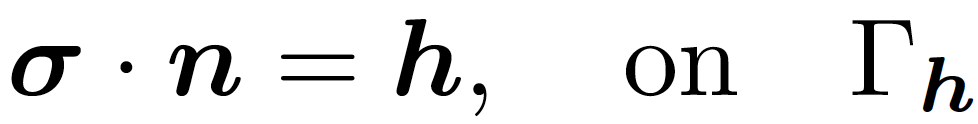 σ · n = h, on Γ_h